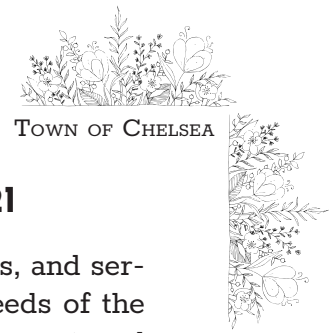 Town of Chelsea
21
s, and ser-
eeds of the